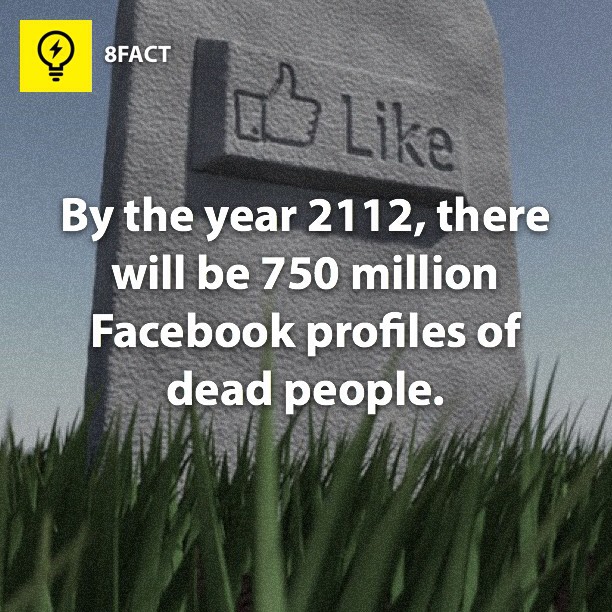 8FACT
Like
By the year 2112, there
will be 750 million
Facebook profiles of
dead people.